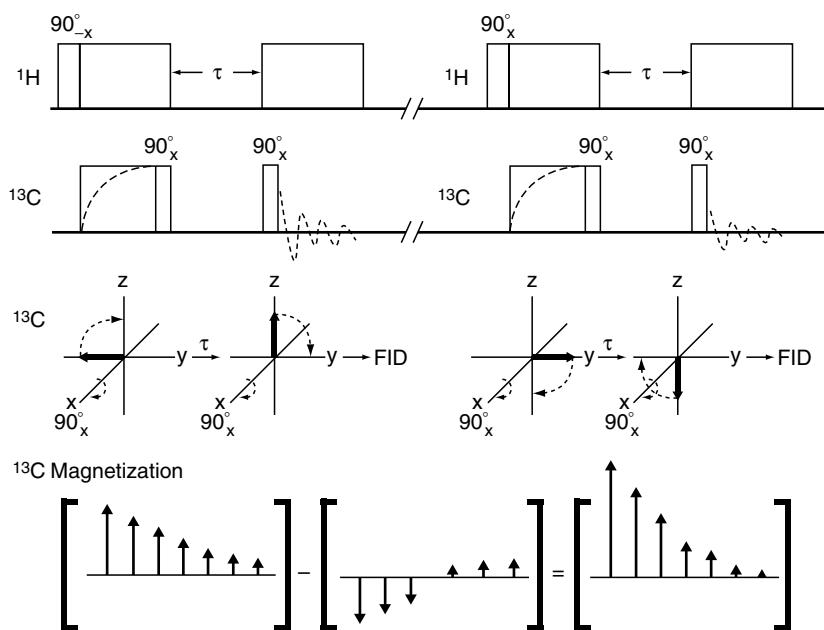 90°₋ₓ 90°ₓ
¹H τ ¹H τ
90°ₓ 90°ₓ 90°ₓ 90°ₓ
¹³C ¹³C
z z z z
¹³C y τ y FID y τ y FID
x x x x
90°ₓ 90°ₓ 90°ₓ 90°ₓ
¹³C Magnetization
− =